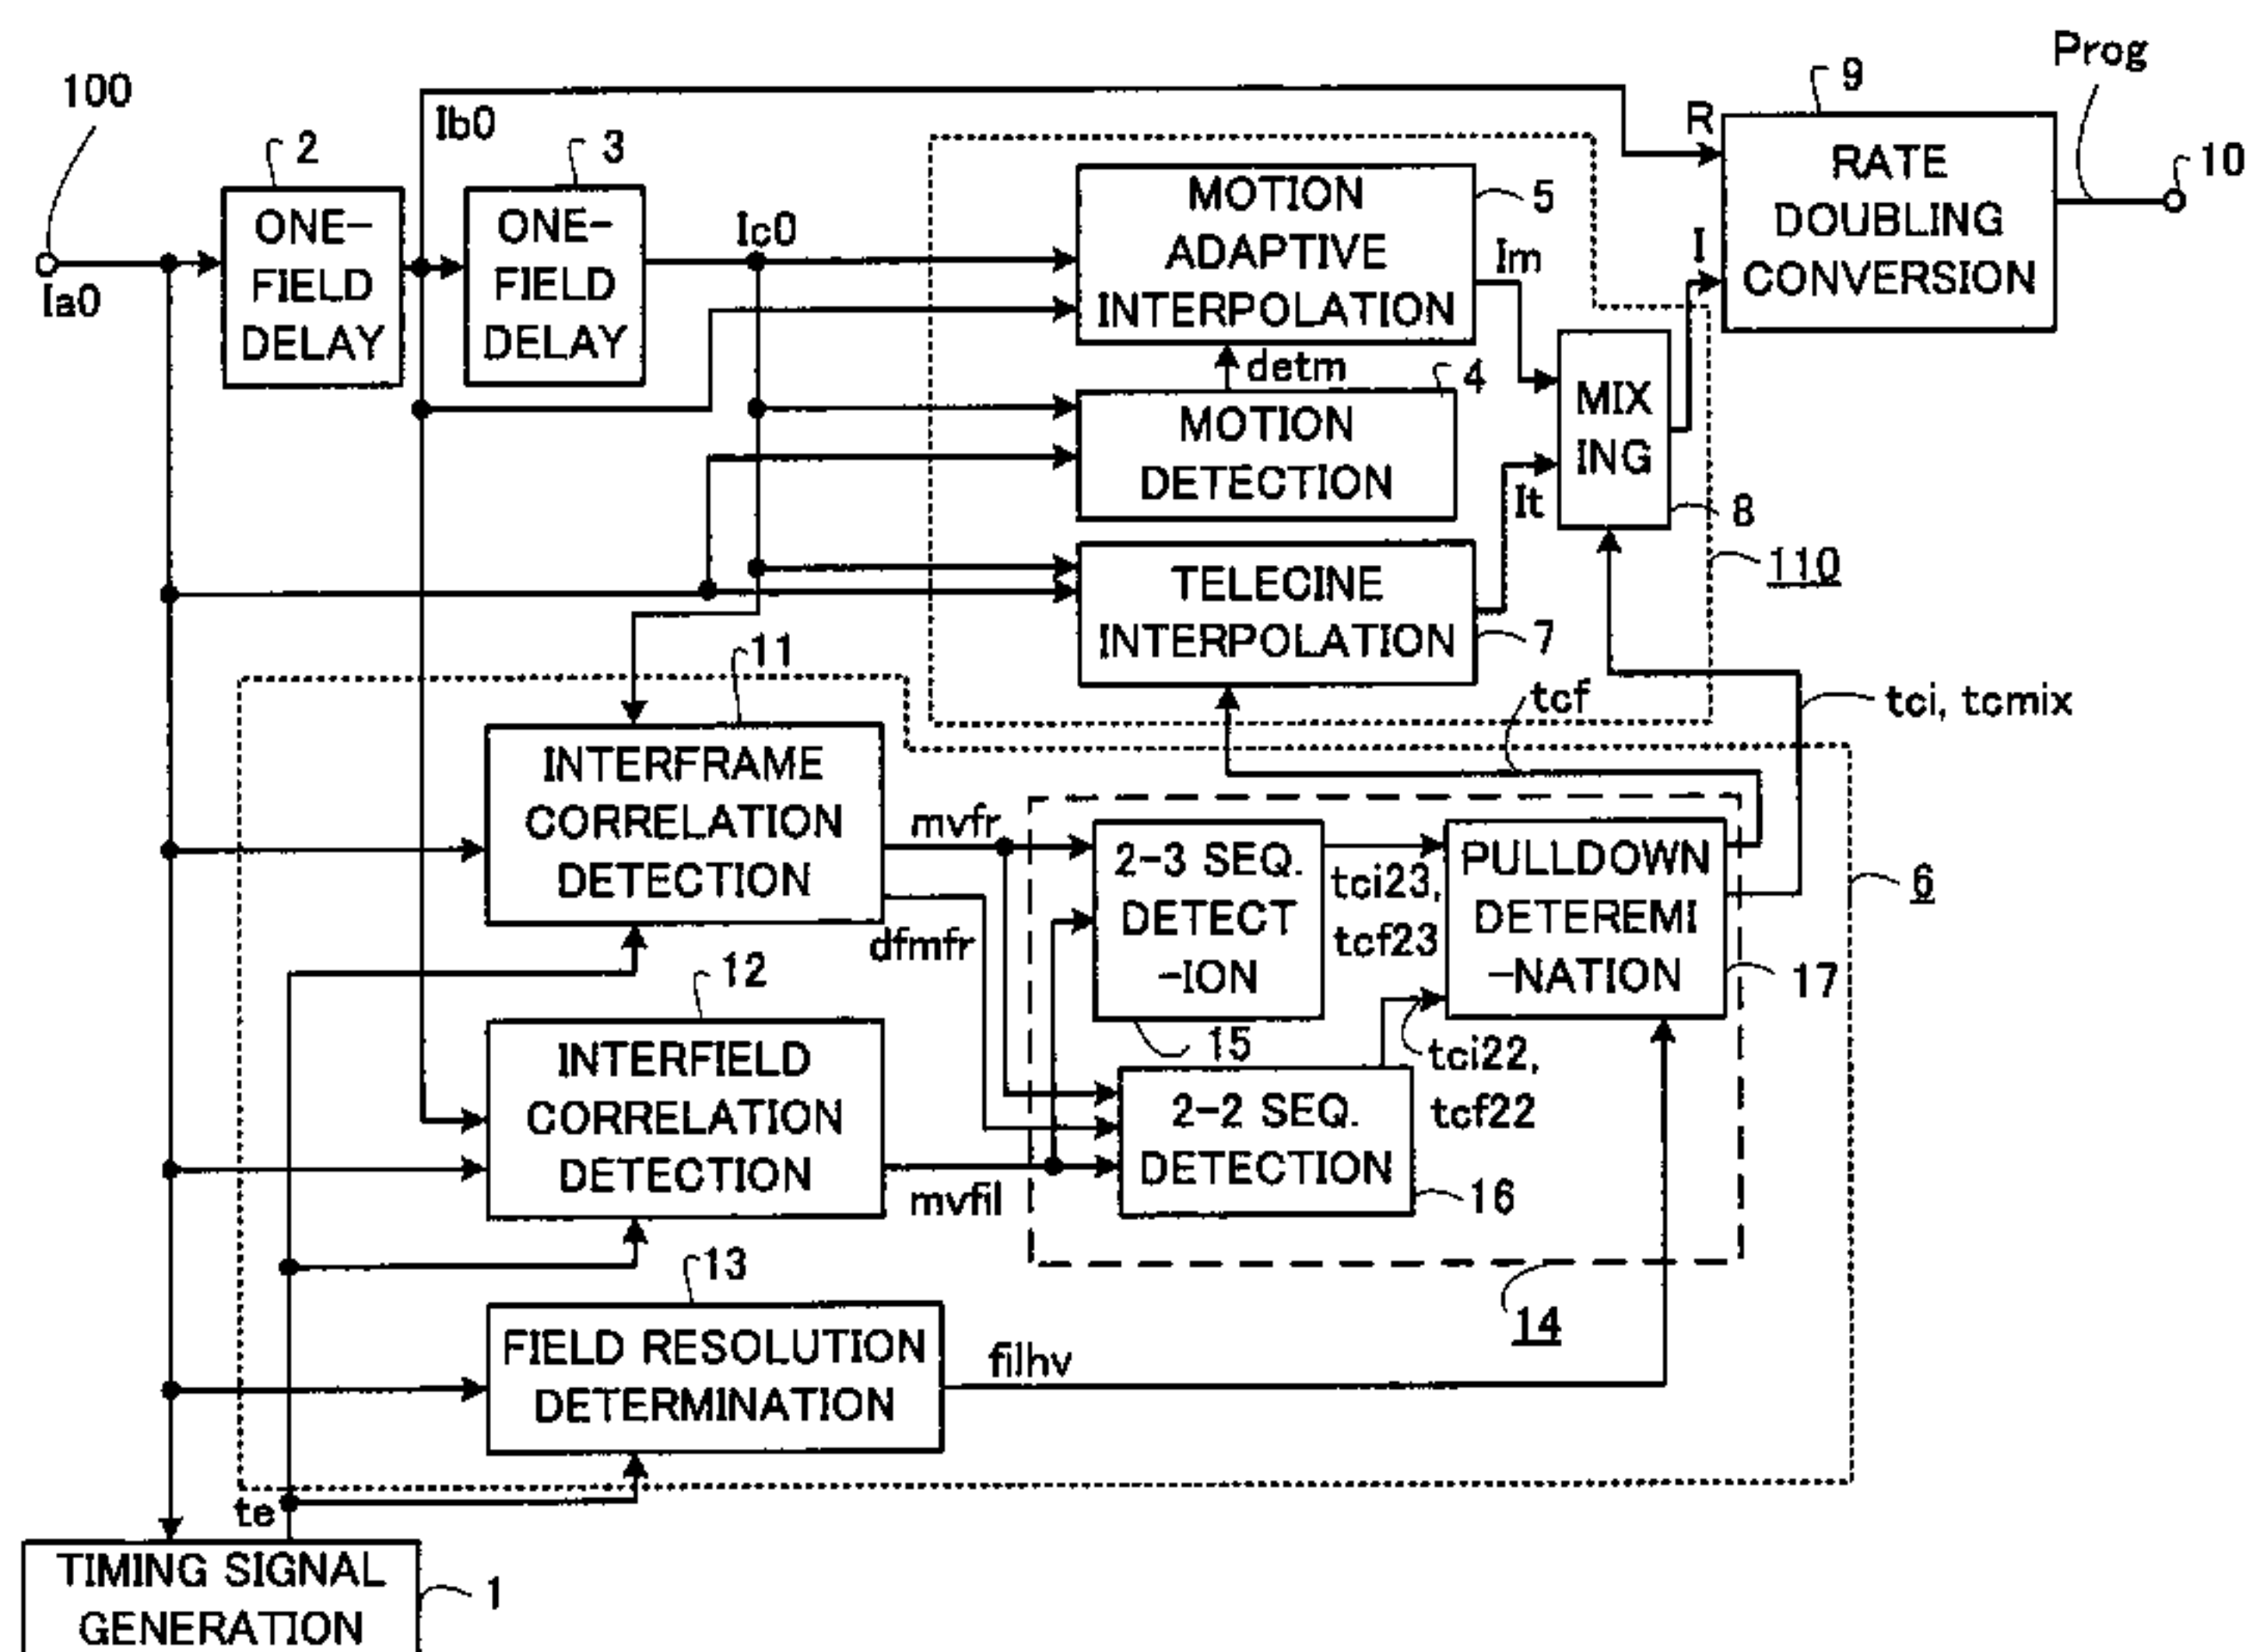 Prog
100
9
Ib0
R
2
3
RATE
DOUBLING
CONVERSION
10
ONE-
FIELD
DELAY
ONE-
FIELD
DELAY
MOTION
ADAPTIVE
INTERPOLATION
5
Ia0
Ic0
Im
I
detm
4
MOTION
DETECTION
MIX
ING
It
8
TELECINE
INTERPOLATION
7
110
11
tcf
tci, tcmix
INTERFRAME
CORRELATION
DETECTION
mvfr
dfmfr
2-3 SEQ.
DETECT
-ION
15
tci23,
tcf23
PULLDOWN
DETEREMI
-NATION
17
6
12
INTERFIELD
CORRELATION
DETECTION
mvfil
2-2 SEQ.
DETECTION
16
tci22,
tcf22
13
FIELD RESOLUTION
DETERMINATION
filhv
14
te
TIMING SIGNAL
GENERATION
1